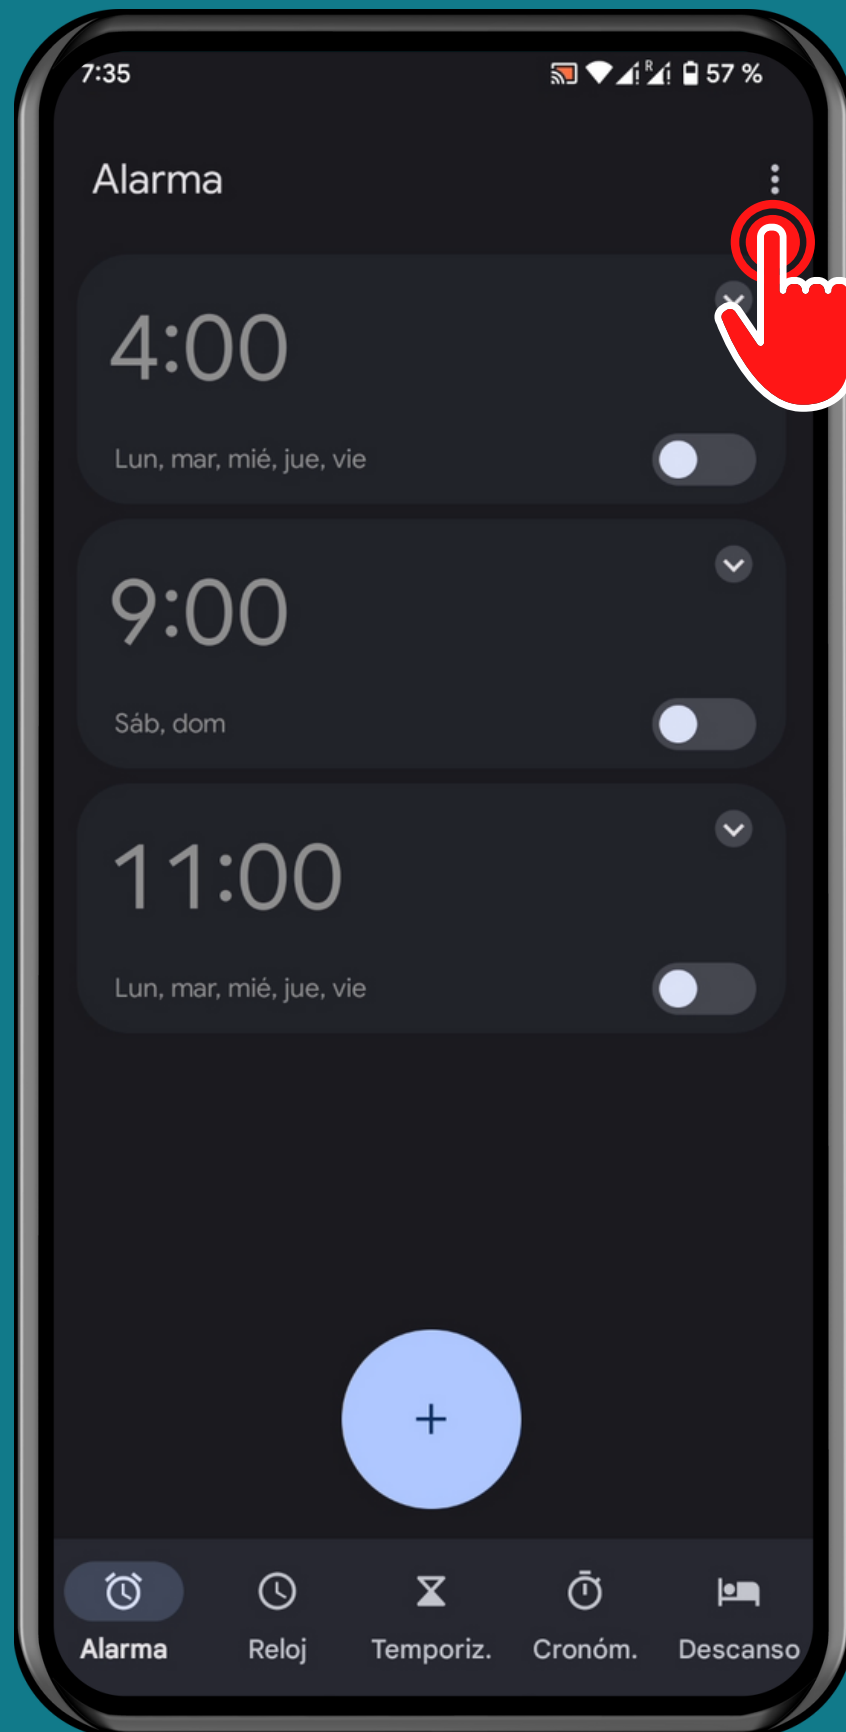 7:35
R
57 %
Alarma
4:00
Lun, mar, mié, jue, vie
9:00
Sáb, dom
11:00
Lun, mar, mié, jue, vie
+
Alarma Reloj Temporiz. Cronóm. Descanso